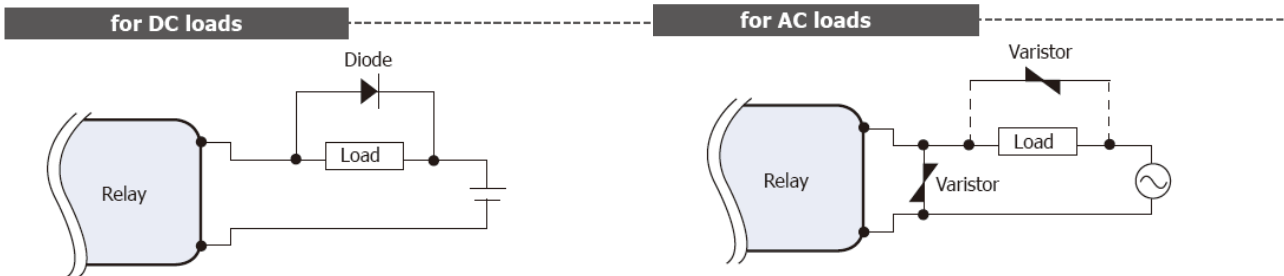 for DC loads
Diode
Load
Relay
for AC loads
Varistor
Load
Relay
Varistor